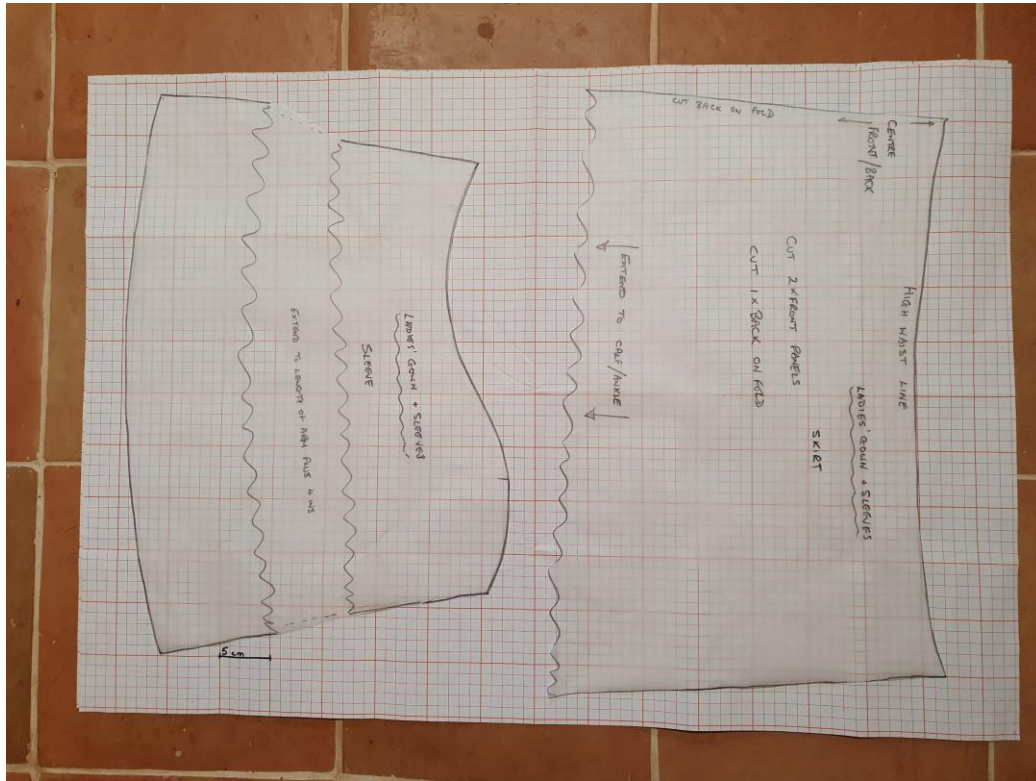 CUT BACK ON FOLD
CENTRE
FRONT/BACK
HIGH WAIST LINE
LADIES' GOWN + SLEEVES
SKIRT
CUT 2 x FRONT PANELS
CUT 1 x BACK ON FOLD
EXTEND TO CALF/ANKLE
LADIES' GOWN + SLEEVES
SLEEVE
EXTEND TO LENGTH OF ARM PLUS 4 INS
5 cm